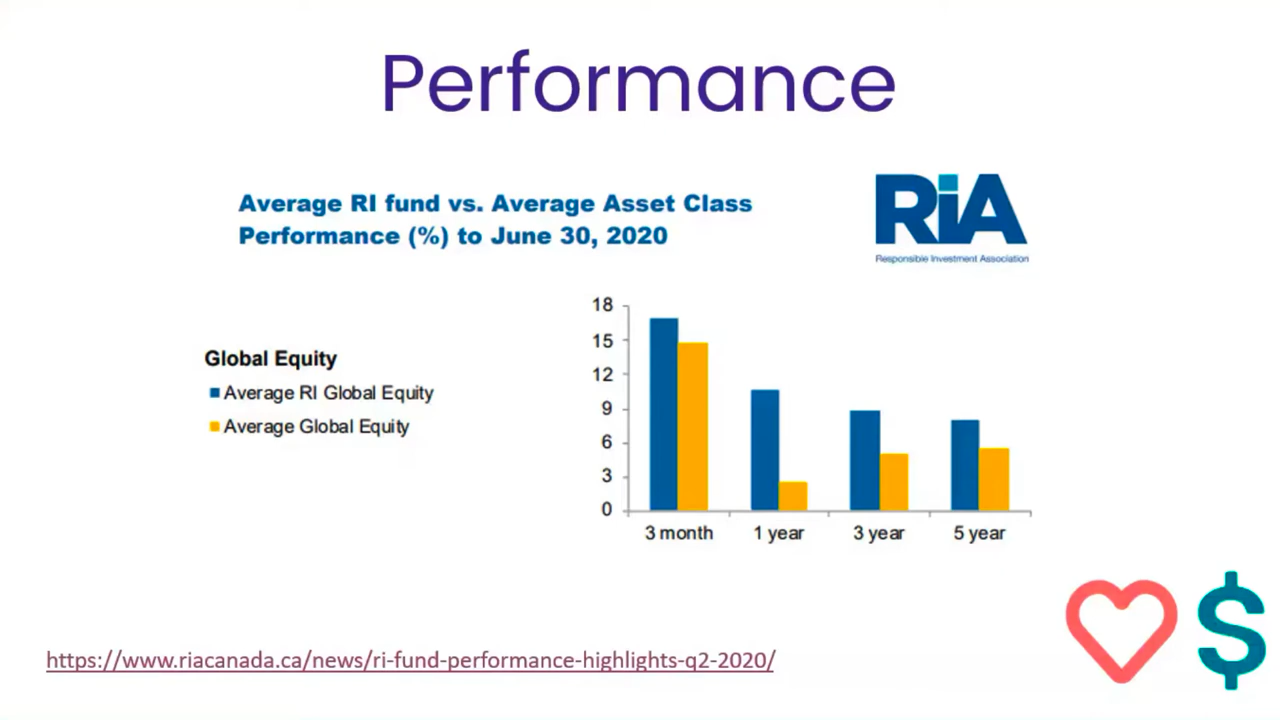 Performance
Average RI fund vs. Average Asset Class
Performance (%) to June 30, 2020
RiA
Responsible Investment Association
Global Equity
Average RI Global Equity
Average Global Equity
18
15
12
9
6
3
0
3 month 1 year 3 year 5 year
$
https://www.riacanada.ca/news/ri-fund-performance-highlights-q2-2020/